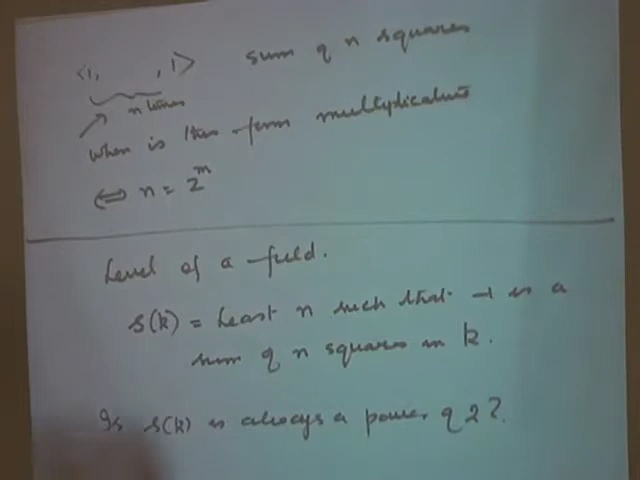 <1, , 1> sum of n squares
n times
When is this form multiplicative
⟺ n = 2^m
Level of a field.
s(k) = Least n such that -1 is a
sum of n squares in k.
Is s(k) is always a power of 2?